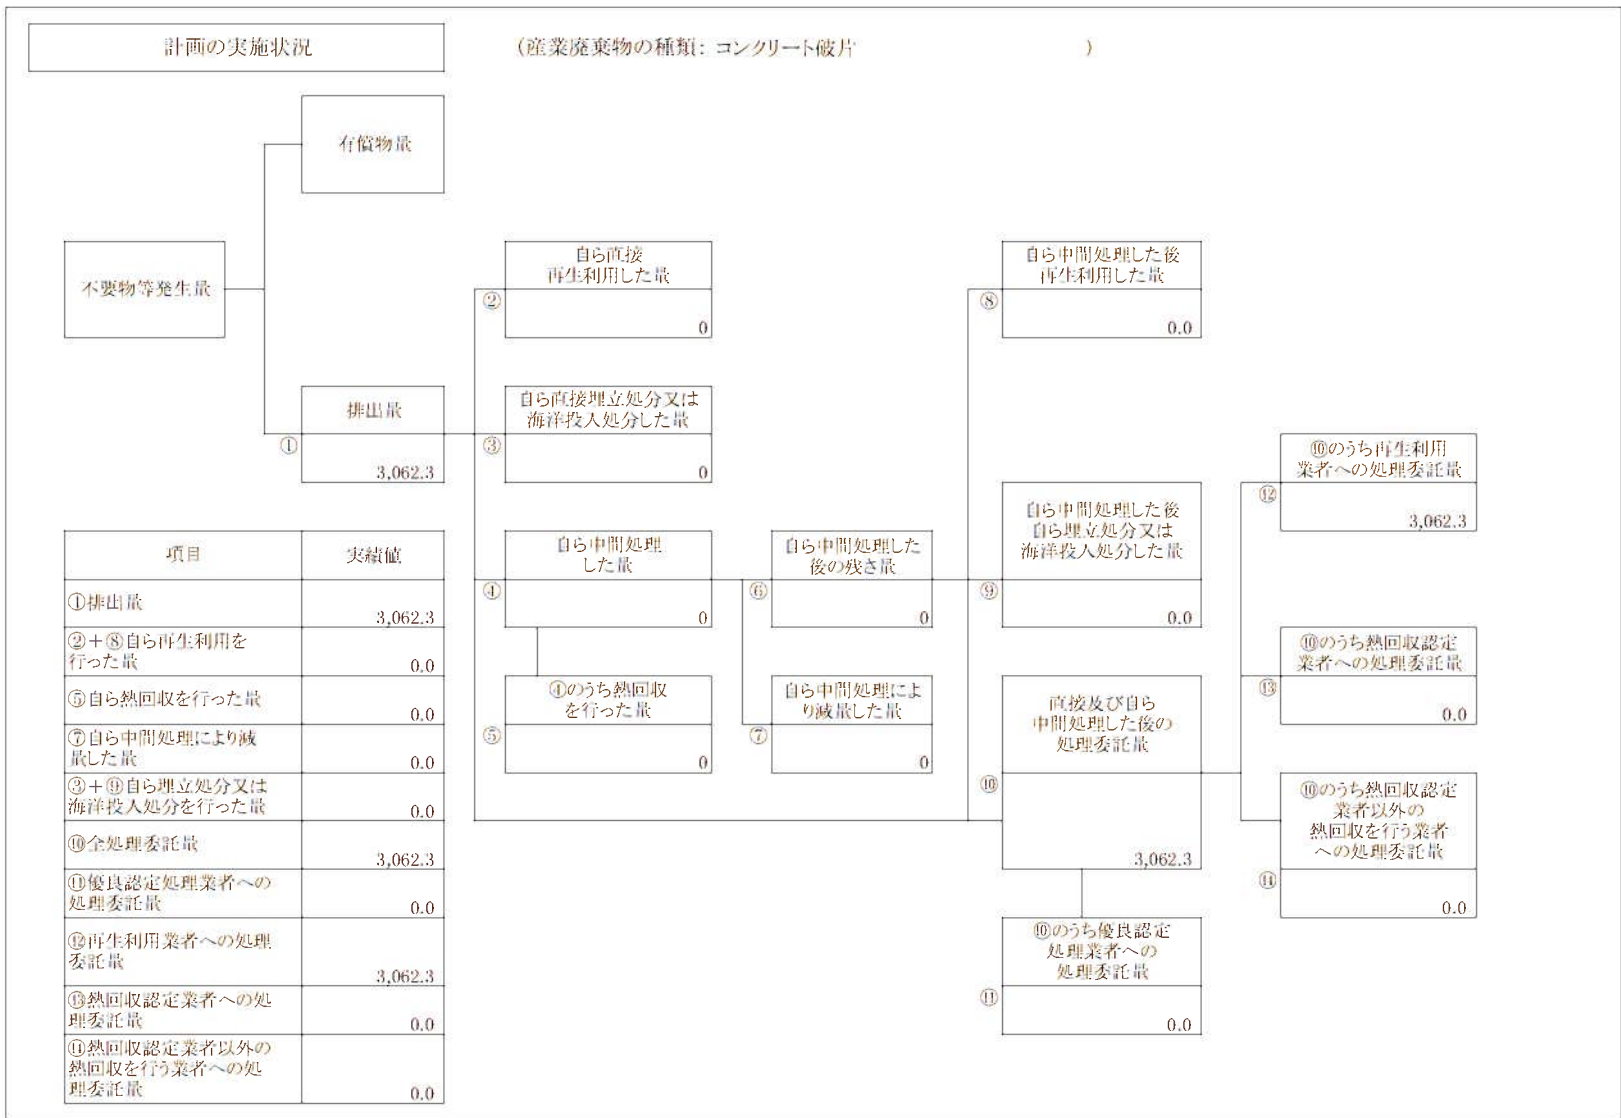 計画の実施状況
(産業廃棄物の種類: コンクリート破片 )
有償物量
不要物等発生量
排出量
①
3,062.3
自ら直接
再生利用した量
②
0
自ら直接埋立処分又は
海洋投入処分した量
③
0
自ら中間処理
した量
④
0
④のうち熱回収
を行った量
⑤
0
自ら中間処理した
後の残さ量
⑥
0
自ら中間処理によ
り減量した量
⑦
0
自ら中間処理した後
再生利用した量
⑧
0.0
自ら中間処理した後
自ら埋立処分又は
海洋投入処分した量
⑨
0.0
直接及び自ら
中間処理した後の
処理委託量
⑩
3,062.3
⑩のうち優良認定
処理業者への
処理委託量
⑪
0.0
⑩のうち再生利用
業者への処理委託量
⑫
3,062.3
⑩のうち熱回収認定
業者への処理委託量
⑬
0.0
⑩のうち熱回収認定
業者以外の
熱回収を行う業者
への処理委託量
⑭
0.0
項目 実績値
①排出量
3,062.3
②+⑧自ら再生利用を
行った量 0.0
⑤自ら熱回収を行った量
0.0
⑦自ら中間処理により減
量した量 0.0
③+⑨自ら埋立処分又は
海洋投入処分を行った量 0.0
⑩全処理委託量
3,062.3
⑪優良認定処理業者への
処理委託量 0.0
⑫再生利用業者への処理
委託量 3,062.3
⑬熱回収認定業者への処
理委託量 0.0
⑭熱回収認定業者以外の
熱回収を行う業者への処
理委託量 0.0